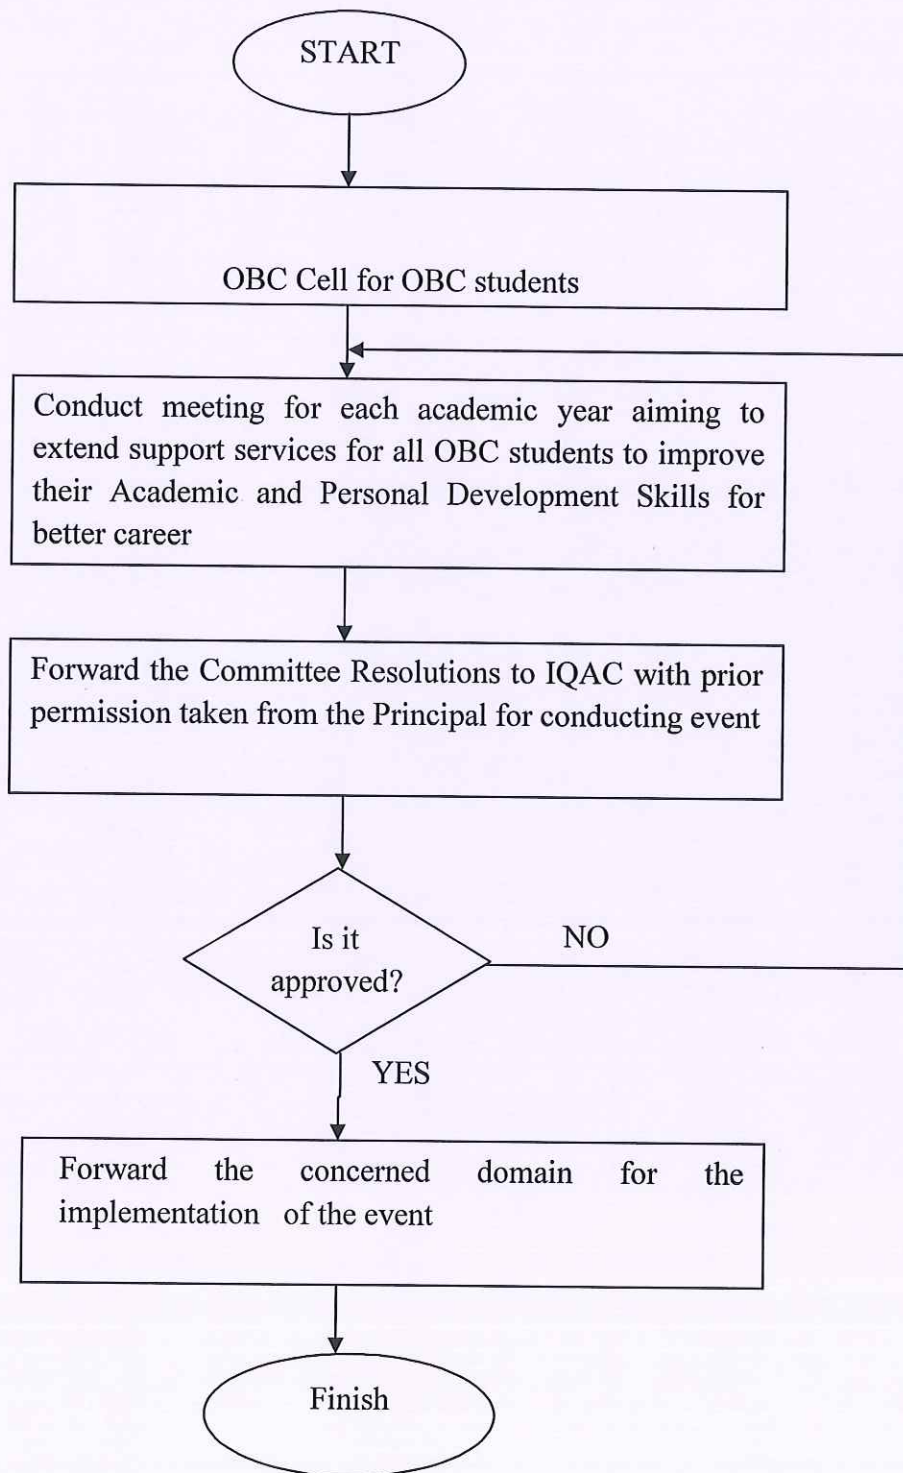 START
OBC Cell for OBC students
Conduct meeting for each academic year aiming to
extend support services for all OBC students to improve
their Academic and Personal Development Skills for
better career
Forward the Committee Resolutions to IQAC with prior
permission taken from the Principal for conducting event
Is it
approved?
NO
YES
Forward the concerned domain for the
implementation of the event
Finish